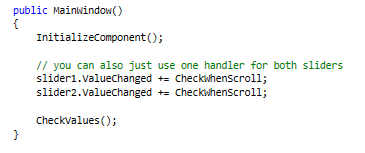 public MainWindow()
{
    InitializeComponent();

    // you can also just use one handler for both sliders
    slider1.ValueChanged += CheckWhenScroll;
    slider2.ValueChanged += CheckWhenScroll;

    CheckValues();
}